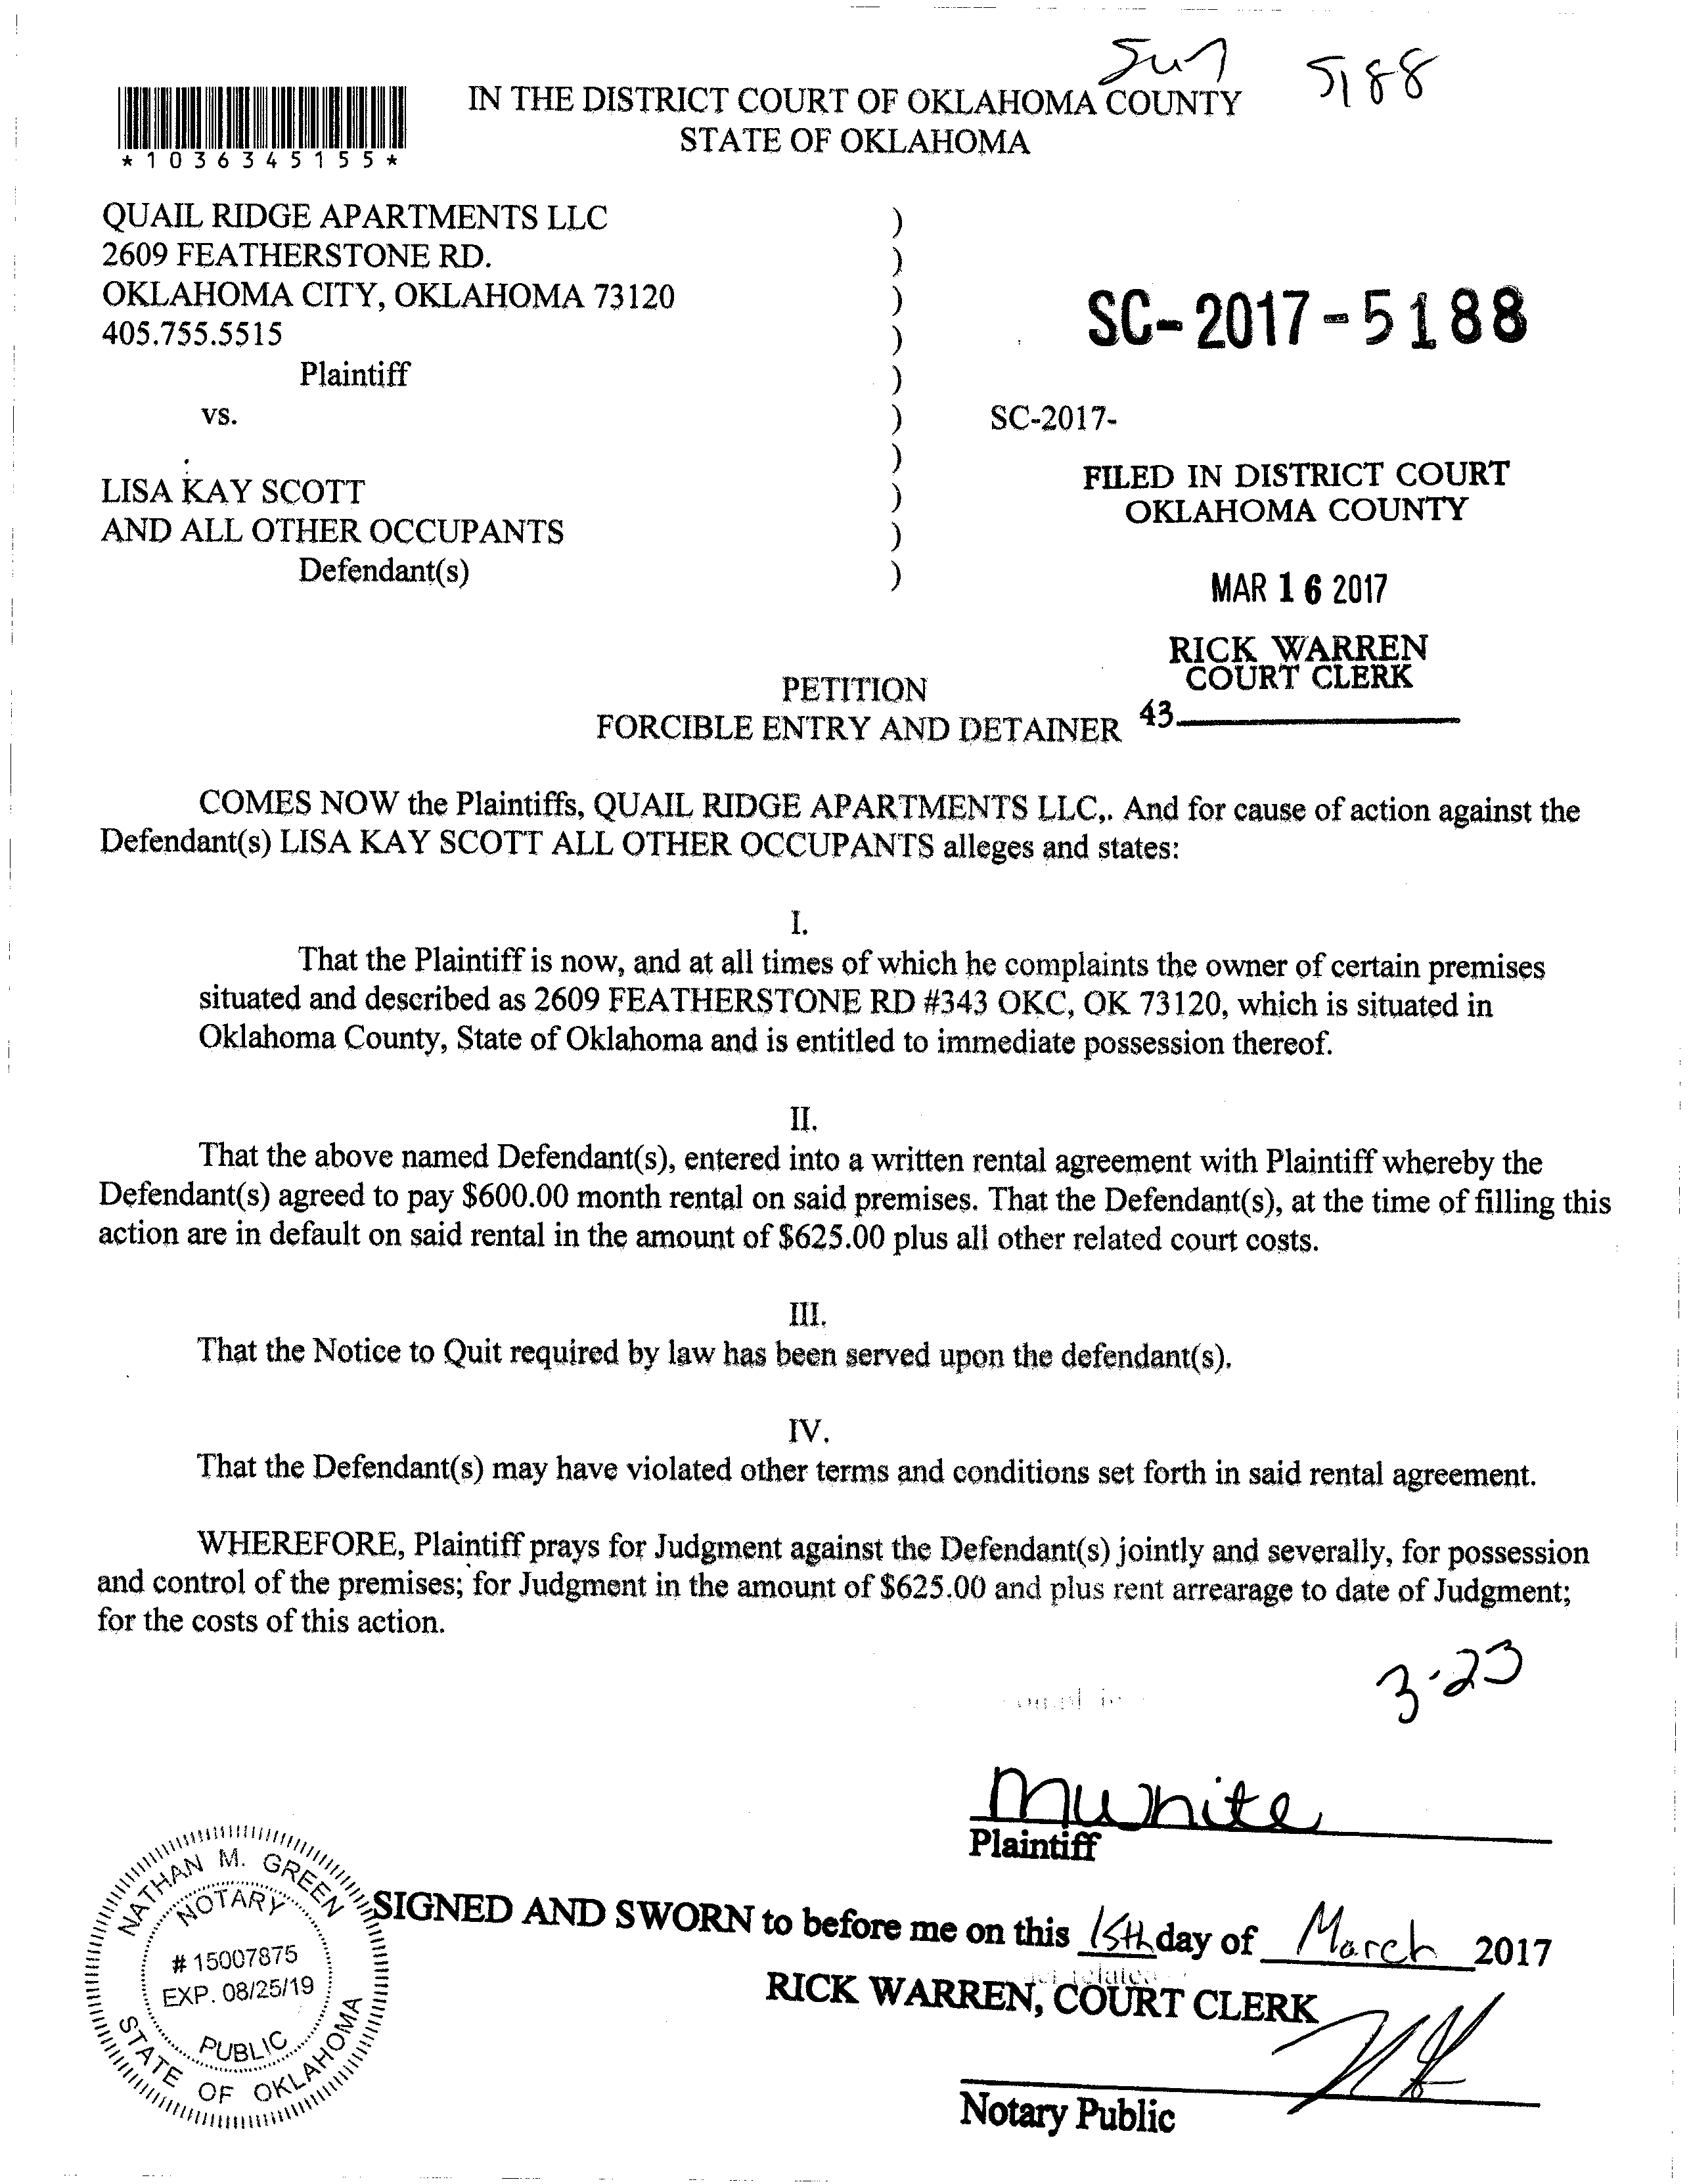 5188
IN THE DISTRICT COURT OF OKLAHOMA COUNTY
STATE OF OKLAHOMA
*1036345155*
QUAIL RIDGE APARTMENTS LLC )
2609 FEATHERSTONE RD. )
OKLAHOMA CITY, OKLAHOMA 73120 )
405.755.5515 )
SC-2017-5188
Plaintiff )
vs. ) SC-2017-
)
LISA KAY SCOTT )
AND ALL OTHER OCCUPANTS )
Defendant(s) )
FILED IN DISTRICT COURT
OKLAHOMA COUNTY
MAR 16 2017
RICK WARREN
COURT CLERK
43
PETITION
FORCIBLE ENTRY AND DETAINER
COMES NOW the Plaintiffs, QUAIL RIDGE APARTMENTS LLC,. And for cause of action against the
Defendant(s) LISA KAY SCOTT ALL OTHER OCCUPANTS alleges and states:
I.
That the Plaintiff is now, and at all times of which he complaints the owner of certain premises
situated and described as 2609 FEATHERSTONE RD #343 OKC, OK 73120, which is situated in
Oklahoma County, State of Oklahoma and is entitled to immediate possession thereof.
II.
That the above named Defendant(s), entered into a written rental agreement with Plaintiff whereby the
Defendant(s) agreed to pay $600.00 month rental on said premises. That the Defendant(s), at the time of filling this
action are in default on said rental in the amount of $625.00 plus all other related court costs.
III.
That the Notice to Quit required by law has been served upon the defendant(s).
IV.
That the Defendant(s) may have violated other terms and conditions set forth in said rental agreement.
WHEREFORE, Plaintiff prays for Judgment against the Defendant(s) jointly and severally, for possession
and control of the premises; for Judgment in the amount of $625.00 and plus rent arrearage to date of Judgment;
for the costs of this action.
3-23
MWhite
Plaintiff
SIGNED AND SWORN to before me on this 15th day of March 2017
RICK WARREN, COURT CLERK
Notary Public
NATHAN M. GREEN
NOTARY
# 15007875
EXP. 08/25/19
PUBLIC
STATE OF OKLAHOMA